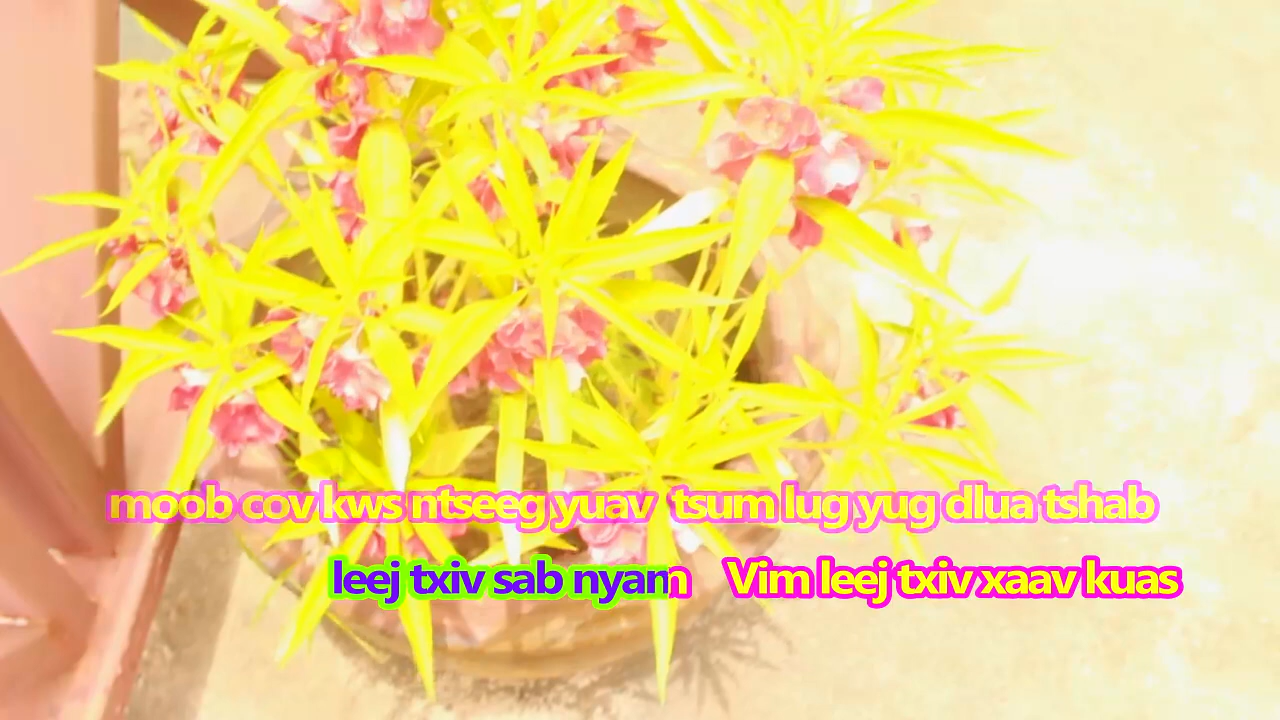 moob cov kws ntseeg yuav tsum lug yug dlua tshab
leej txiv sab nyam Vim leej txiv xaav kuas